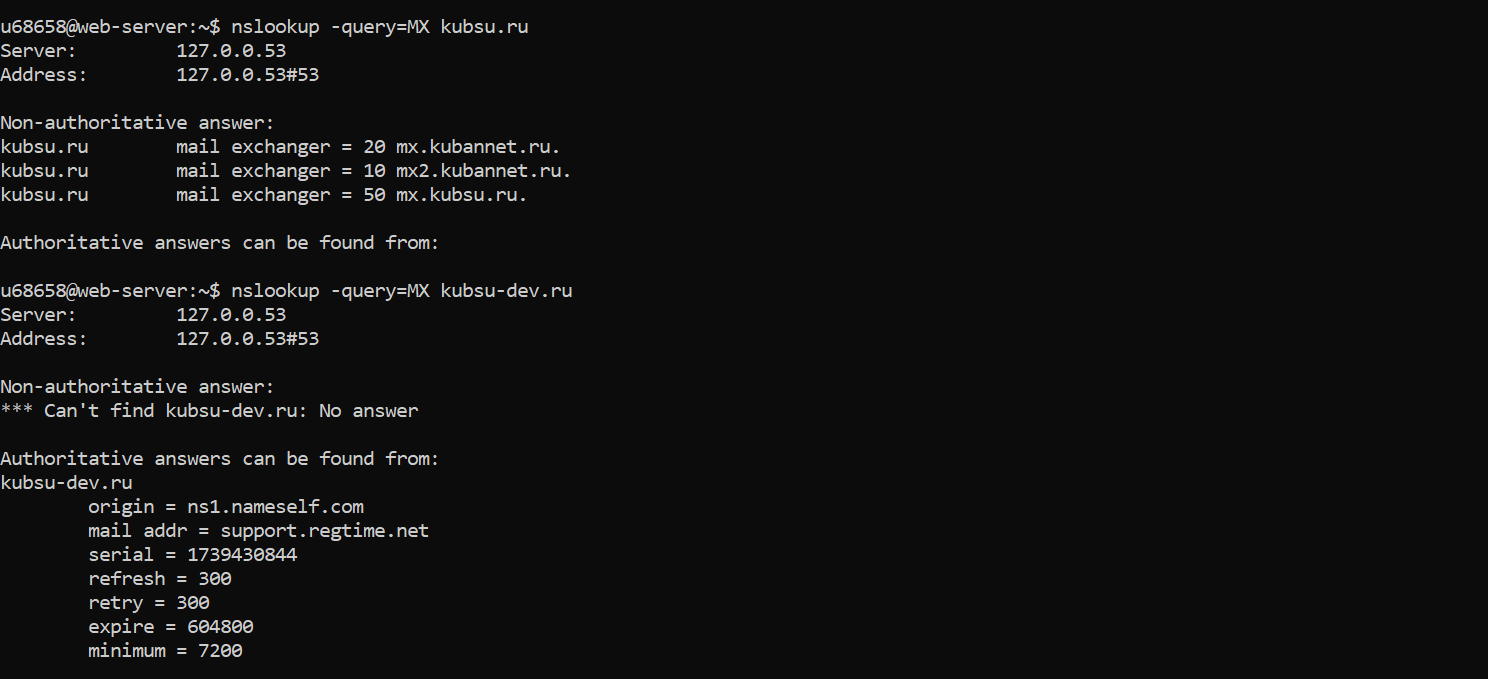 u68658@web-server:~$ nslookup -query=MX kubsu.ru
Server:         127.0.0.53
Address:        127.0.0.53#53

Non-authoritative answer:
kubsu.ru        mail exchanger = 20 mx.kubannet.ru.
kubsu.ru        mail exchanger = 10 mx2.kubannet.ru.
kubsu.ru        mail exchanger = 50 mx.kubsu.ru.

Authoritative answers can be found from:

u68658@web-server:~$ nslookup -query=MX kubsu-dev.ru
Server:         127.0.0.53
Address:        127.0.0.53#53

Non-authoritative answer:
*** Can't find kubsu-dev.ru: No answer

Authoritative answers can be found from:
kubsu-dev.ru
        origin = ns1.nameself.com
        mail addr = support.regtime.net
        serial = 1739430844
        refresh = 300
        retry = 300
        expire = 604800
        minimum = 7200